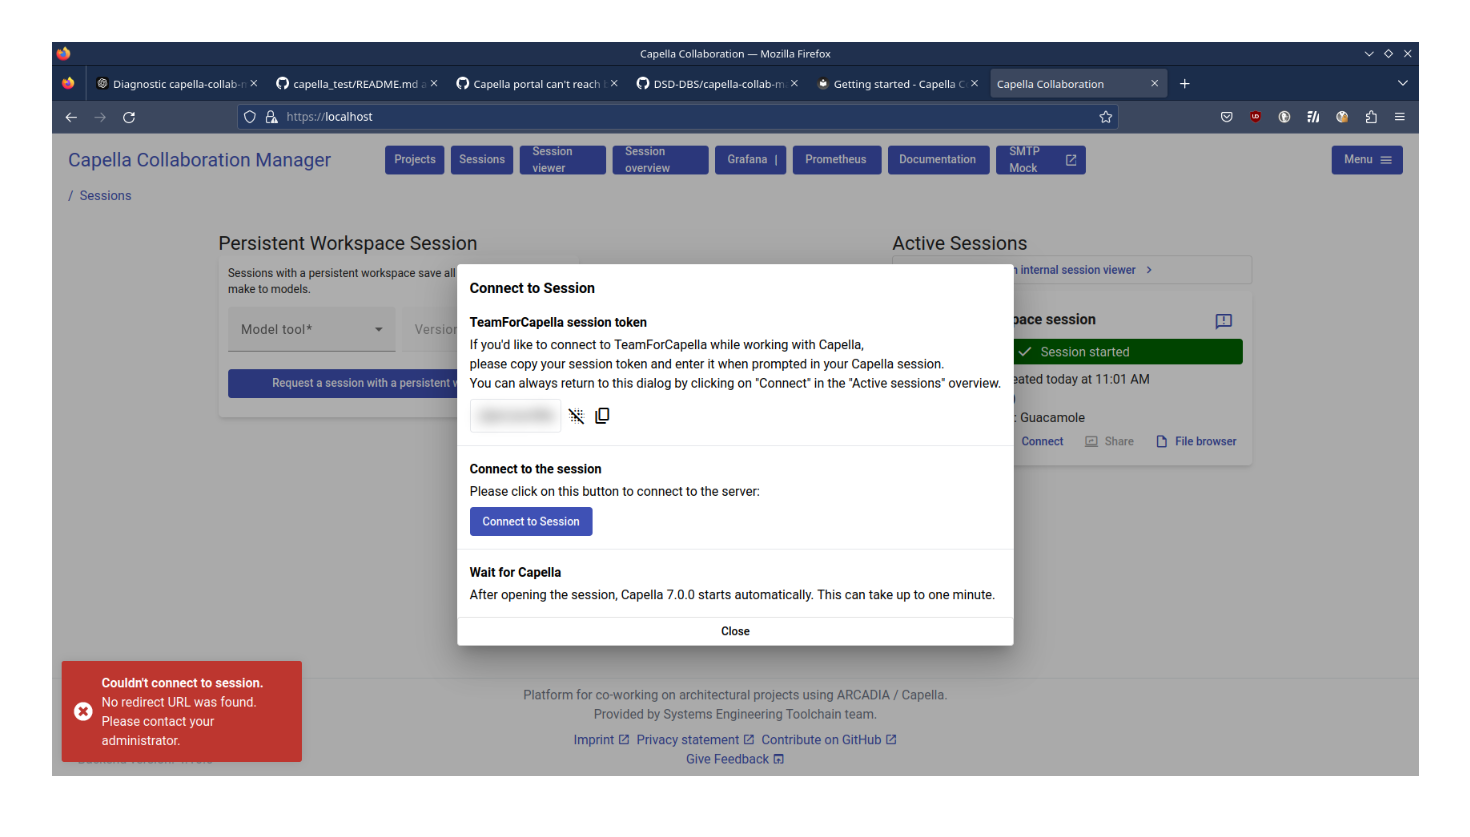 Capella Collaboration — Mozilla Firefox
Diagnostic capella-collab-m
capella_test/README.md a
Capella portal can't reach
DSD-DBS/capella-collab-ma
Getting started - Capella C
Capella Collaboration
https://localhost
Capella Collaboration Manager
Projects
Sessions
Session
viewer
Session
overview
Grafana |
Prometheus
Documentation
SMTP
Mock
Menu
/ Sessions
Persistent Workspace Session
Sessions with a persistent workspace save all
make to models.
Model tool*
Version
Request a session with a persistent
Active Sessions
internal session viewer
session
Session started
today at 11:01 AM
: Guacamole
Connect
Share
File browser
Connect to Session
TeamForCapella session token
If you'd like to connect to TeamForCapella while working with Capella,
please copy your session token and enter it when prompted in your Capella session.
You can always return to this dialog by clicking on "Connect" in the "Active sessions" overview.
Connect to the session
Please click on this button to connect to the server:
Connect to Session
Wait for Capella
After opening the session, Capella 7.0.0 starts automatically. This can take up to one minute.
Close
Couldn't connect to session.
No redirect URL was found.
Please contact your
administrator.
Platform for co-working on architectural projects using ARCADIA / Capella.
Provided by Systems Engineering Toolchain team.
Imprint Privacy statement Contribute on GitHub
Give Feedback